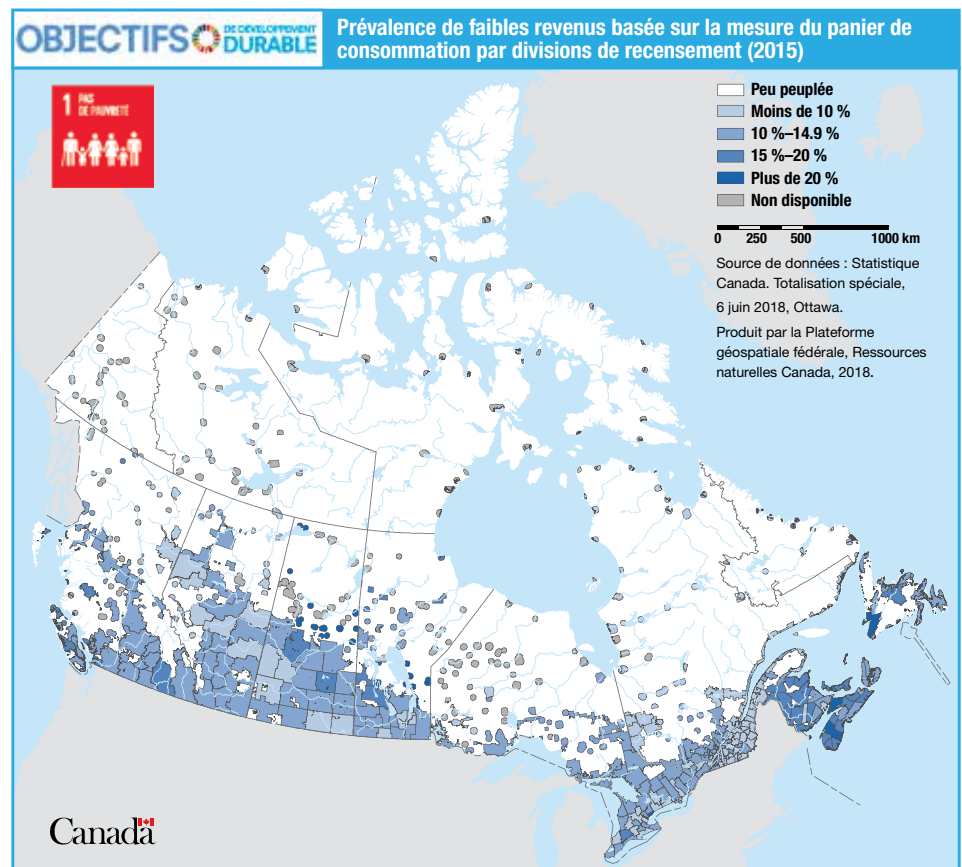 OBJECTIFS DE DÉVELOPPEMENT DURABLE
Prévalence de faibles revenus basée sur la mesure du panier de
consommation par divisions de recensement (2015)
1 PAS
DE PAUVRETÉ
Peu peuplée
Moins de 10 %
10 %–14.9 %
15 %–20 %
Plus de 20 %
Non disponible
0 250 500 1000 km
Source de données : Statistique
Canada. Totalisation spéciale,
6 juin 2018, Ottawa.
Produit par la Plateforme
géospatiale fédérale, Ressources
naturelles Canada, 2018.
Canada